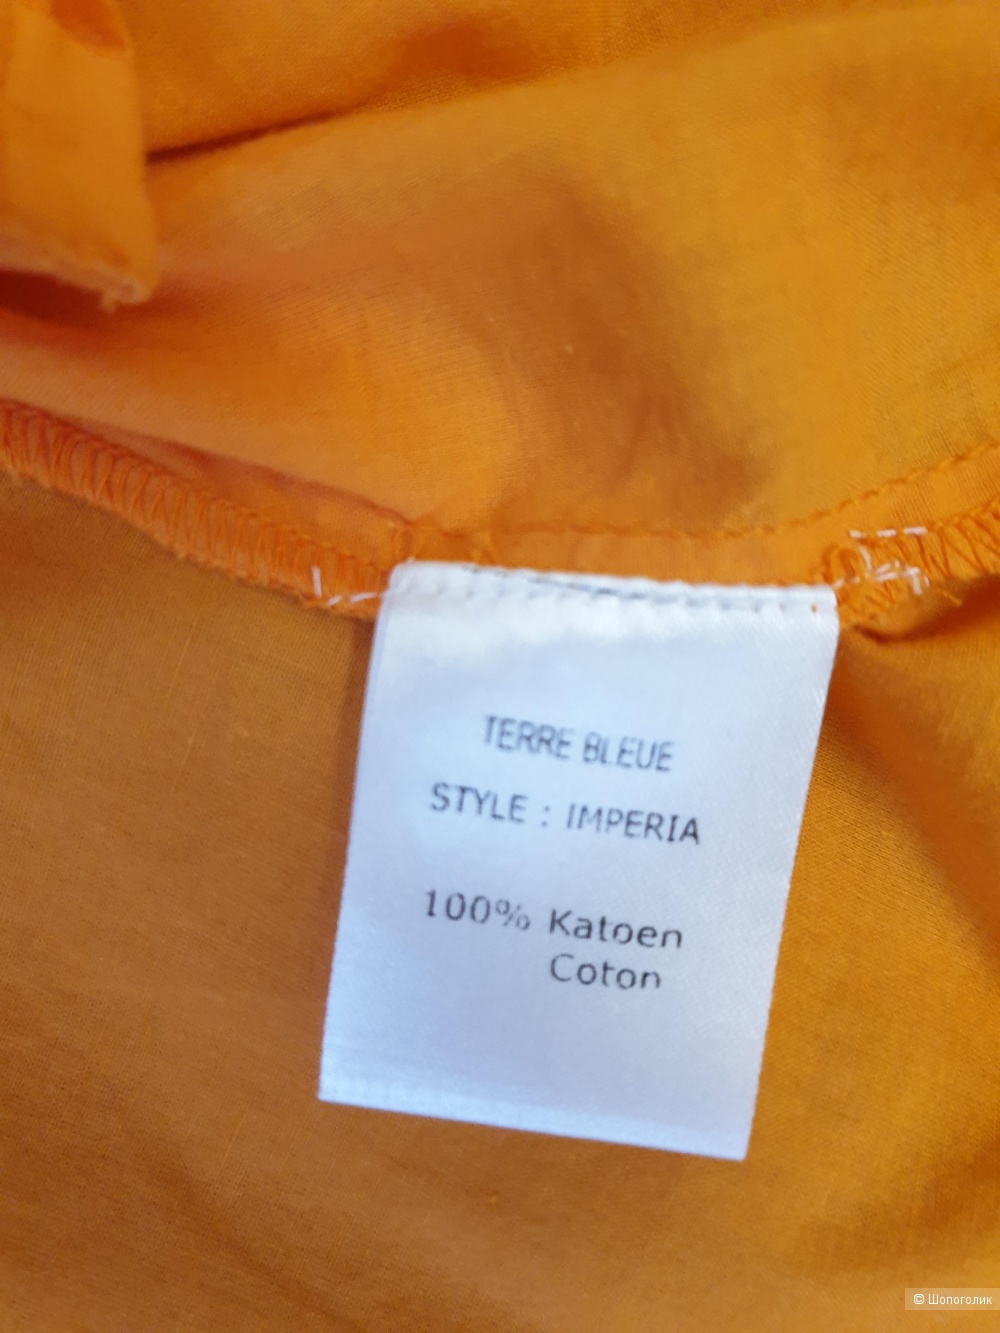 TERRE BLEUE
STYLE : IMPERIA
100% Katoen
Coton
© Шопоголик